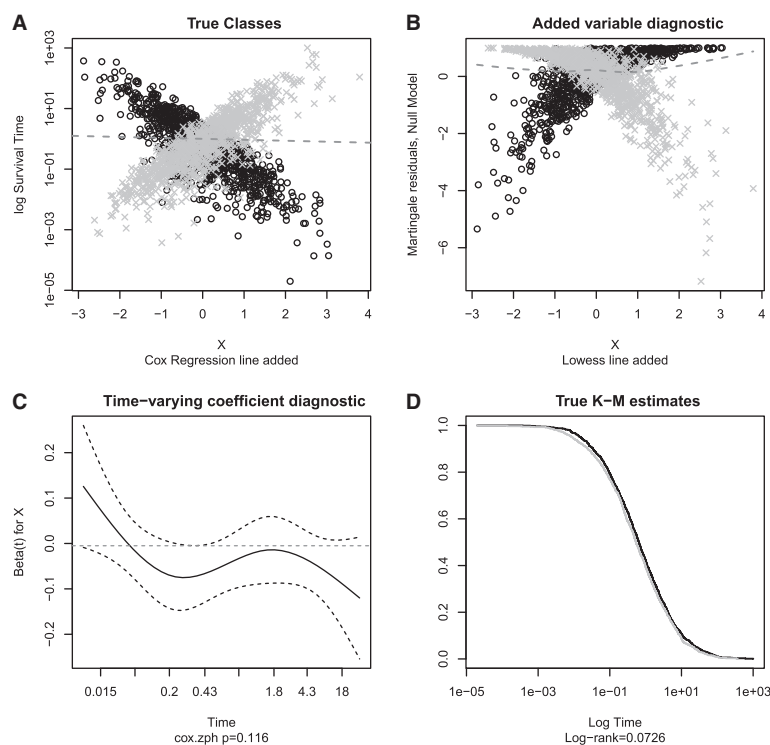 A
True Classes
log Survival Time
1e+03
1e+01
1e−01
1e−03
1e−05
−3 −2 −1 0 1 2 3 4
X
Cox Regression line added
B
Added variable diagnostic
Martingale residuals, Null Model
0
−2
−4
−6
−3 −2 −1 0 1 2 3 4
X
Lowess line added
C
Time−varying coefficient diagnostic
Beta(t) for X
0.2
0.1
0.0
−0.1
−0.2
0.015 0.2 0.43 1.8 4.3 18
Time
cox.zph p=0.116
D
True K−M estimates
1.0
0.8
0.6
0.4
0.2
0.0
1e−05 1e−03 1e−01 1e+01 1e+03
Log Time
Log−rank=0.0726